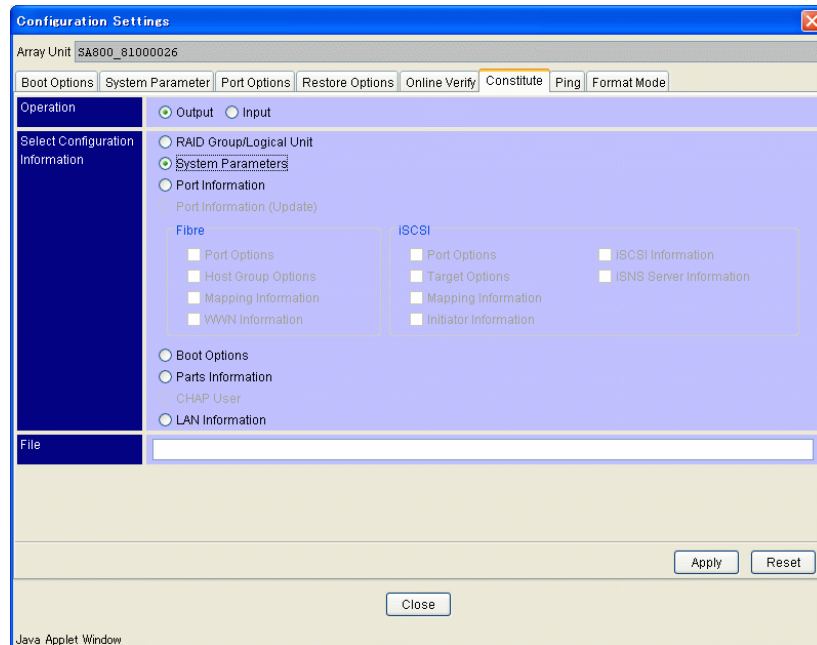 Configuration Settings
Array Unit SA800_81000026
Boot Options System Parameter Port Options Restore Options Online Verify Constitute Ping Format Mode
Operation Output Input
Select Configuration Information
RAID Group/Logical Unit
System Parameters
Port Information
Port Information (Update)
Fibre
Port Options
Host Group Options
Mapping Information
WWN Information
iSCSI
Port Options iSCSI Information
Target Options iSNS Server Information
Mapping Information
Initiator Information
Boot Options
Parts Information
CHAP User
LAN Information
File
Apply Reset
Close
Java Applet Window